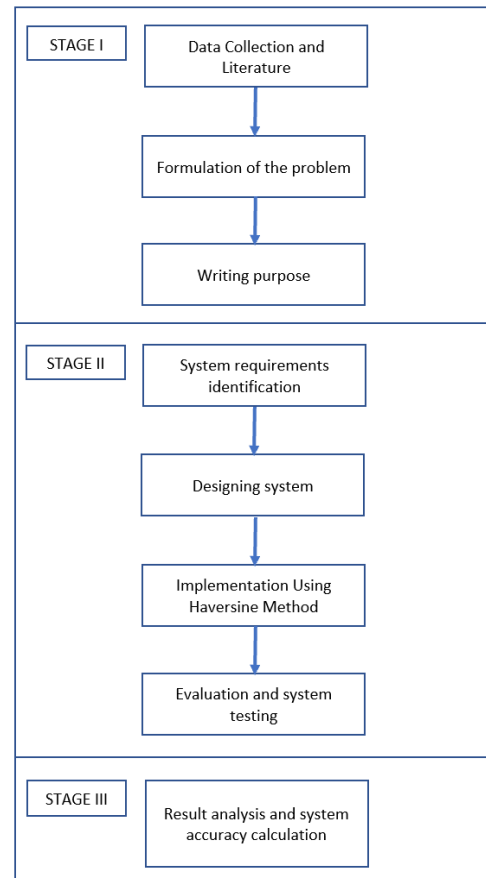 STAGE I
Data Collection and
Literature
Formulation of the problem
Writing purpose
STAGE II
System requirements
identification
Designing system
Implementation Using
Haversine Method
Evaluation and system
testing
STAGE III
Result analysis and system
accuracy calculation